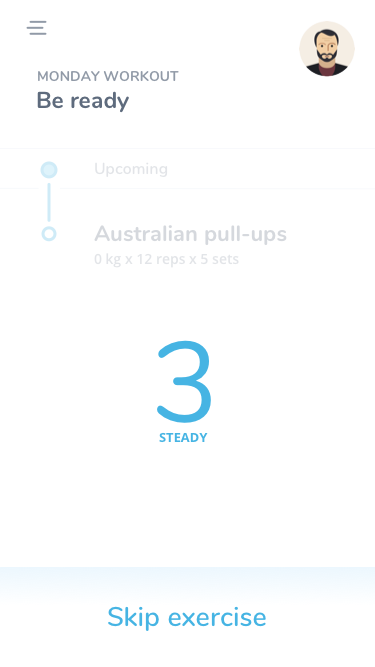 MONDAY WORKOUT
Be ready
Upcoming
Australian pull-ups
0 kg x 12 reps x 5 sets
3
STEADY
Skip exercise